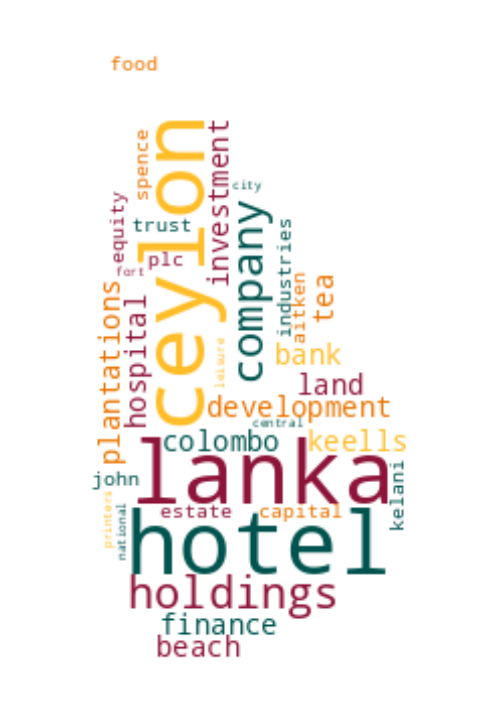 food
ceylon
spence
investment
city
equity
trust
company
industries
plc
fort
aitken
tea
plantations
hospital
leisure
bank
land
development
central
colombo
keells
lanka
john
kelani
printers
national
estate
capital
hotel
holdings
finance
beach